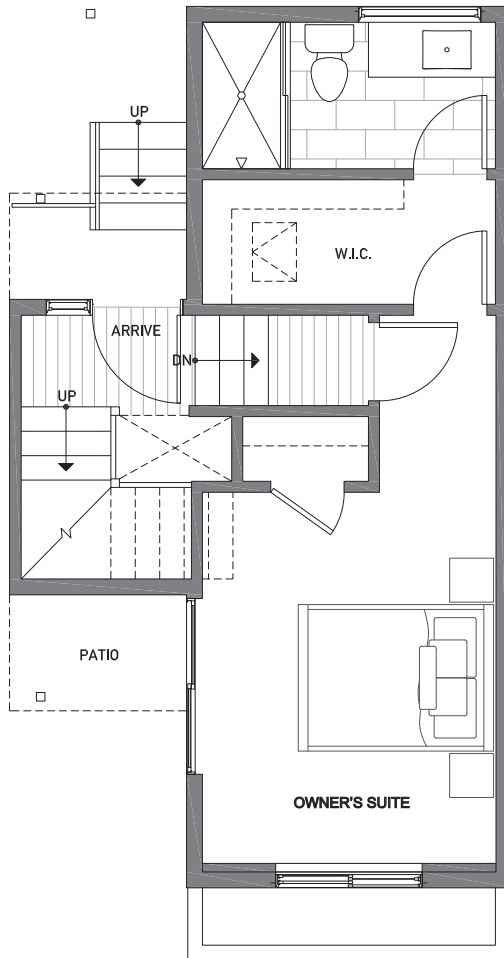 UP
W.I.C.
ARRIVE
DN
UP
PATIO
OWNER'S SUITE